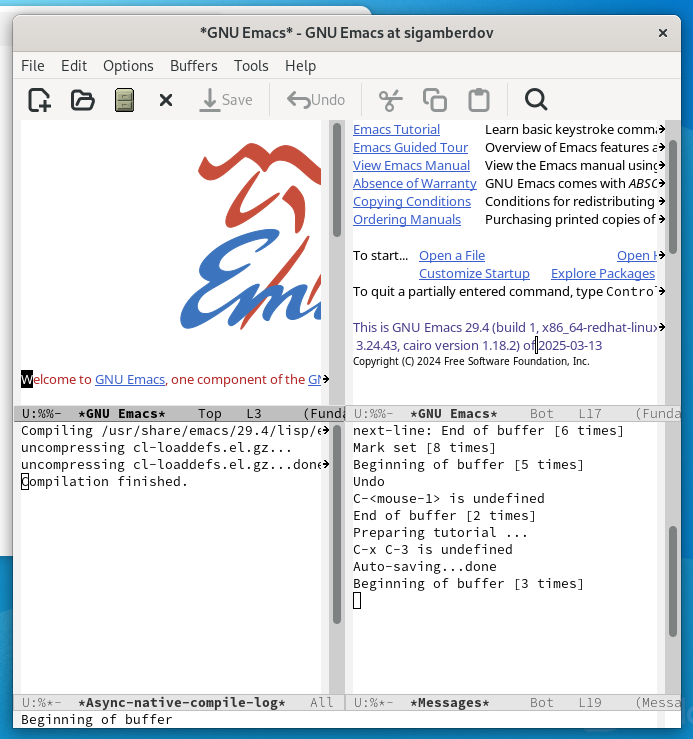 *GNU Emacs* - GNU Emacs at sigamberdov
File Edit Options Buffers Tools Help
Save Undo
Emacs Tutorial Learn basic keystroke comma
Emacs Guided Tour Overview of Emacs features a
View Emacs Manual View the Emacs manual using
Absence of Warranty GNU Emacs comes with ABSO
Copying Conditions Conditions for redistributing
Ordering Manuals Purchasing printed copies of
To start... Open a File Open H
Customize Startup Explore Packages
To quit a partially entered command, type Control
This is GNU Emacs 29.4 (build 1, x86_64-redhat-linux
3.24.43, cairo version 1.18.2) of 2025-03-13
Copyright (C) 2024 Free Software Foundation, Inc.
Em
Welcome to GNU Emacs, one component of the GN
U:%%- *GNU Emacs* Top L3 (Funda
U:%%- *GNU Emacs* Bot L17 (Funda
Compiling /usr/share/emacs/29.4/lisp/e
uncompressing cl-loaddefs.el.gz...
uncompressing cl-loaddefs.el.gz...done
Compilation finished.
next-line: End of buffer [6 times]
Mark set [8 times]
Beginning of buffer [5 times]
Undo
C-<mouse-1> is undefined
End of buffer [2 times]
Preparing tutorial ...
C-x C-3 is undefined
Auto-saving...done
Beginning of buffer [3 times]
U:%*- *Async-native-compile-log* All
U:%*- *Messages* Bot L19 (Messa
Beginning of buffer